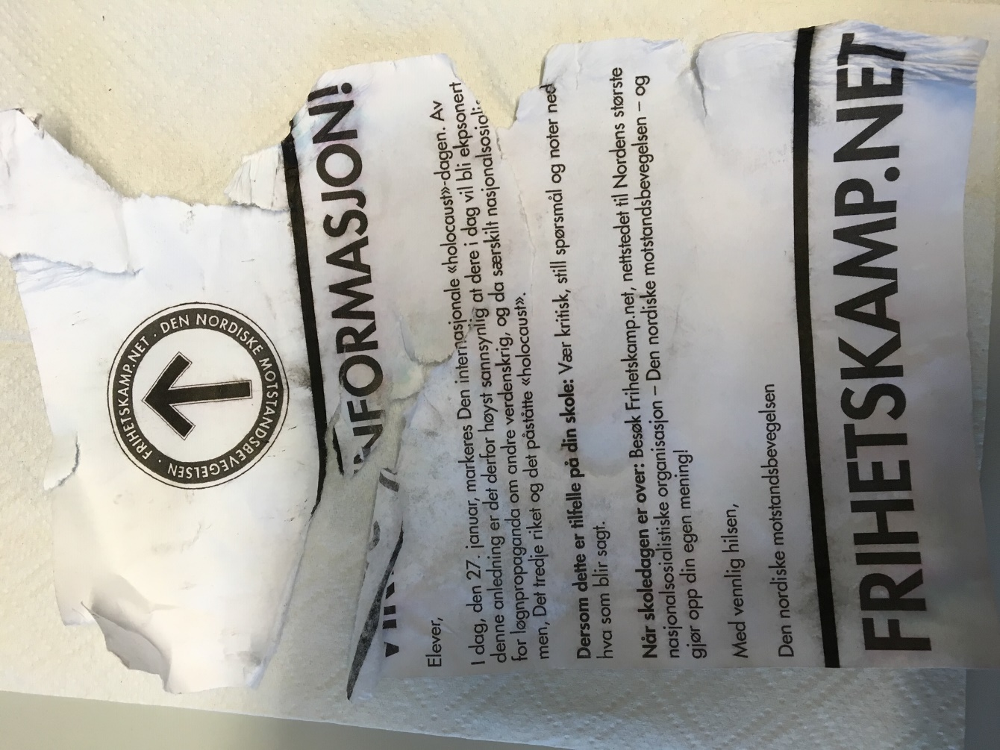 FRIHETSKAMP.NET · DEN NORDISKE MOTSTANDSBEVEGELSEN ·
INFORMASJON!
Elever,
I dag, den 27. januar, markeres Den internasjonale «holocaust»-dagen. Av
denne anledning er det derfor høyst sannsynlig at dere i dag vil bli ekpsonert
for løgnpropaganda om andre verdenskrig, og da særskilt nasjonalsosialis
men, Det tredje riket og det påståtte «holocaust».
Dersom dette er tilfelle på din skole: Vær kritisk, still spørsmål og noter ned
hva som blir sagt.
Når skoledagen er over: Besøk Frihetskamp.net, nettstedet til Nordens største
nasjonalsosialistiske organisasjon – Den nordiske motstandsbevegelsen – og
gjør opp din egen mening!
Med vennlig hilsen,
Den nordiske motstandsbevegelsen
FRIHETSKAMP.NET